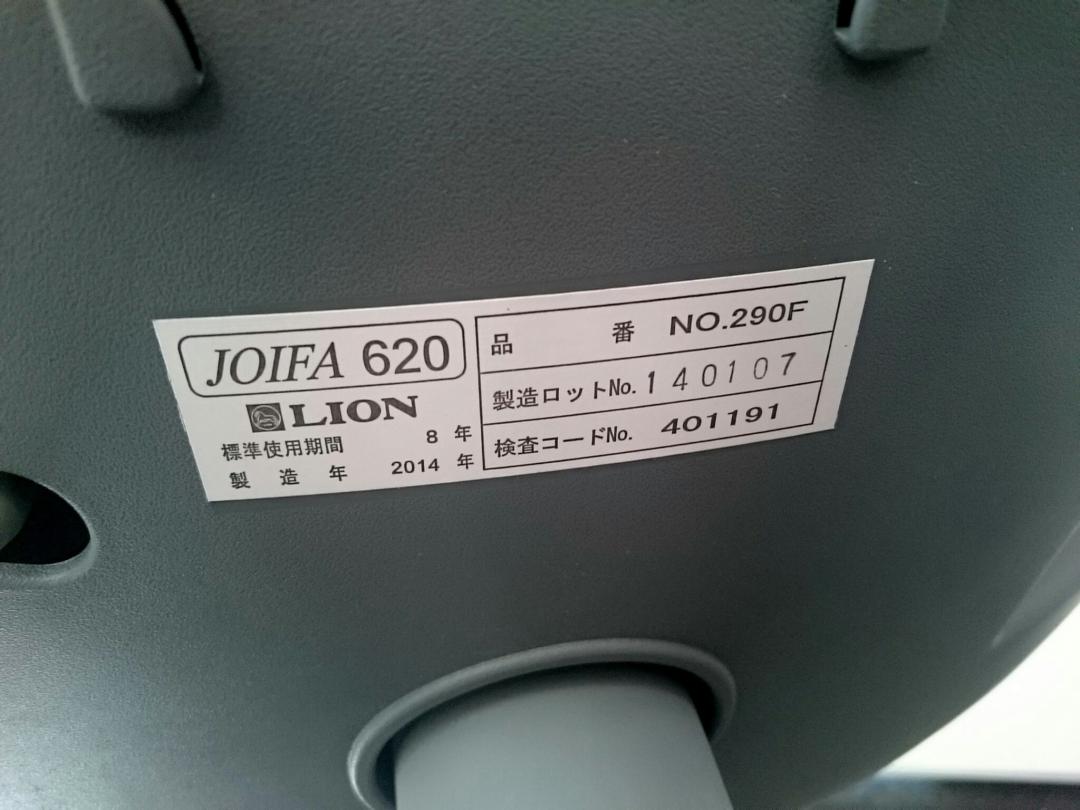 JOIFA 620
LION
標準使用期間 8 年
製造年 2014 年
品番 NO.290F
製造ロットNo. 140107
検査コードNo. 401191